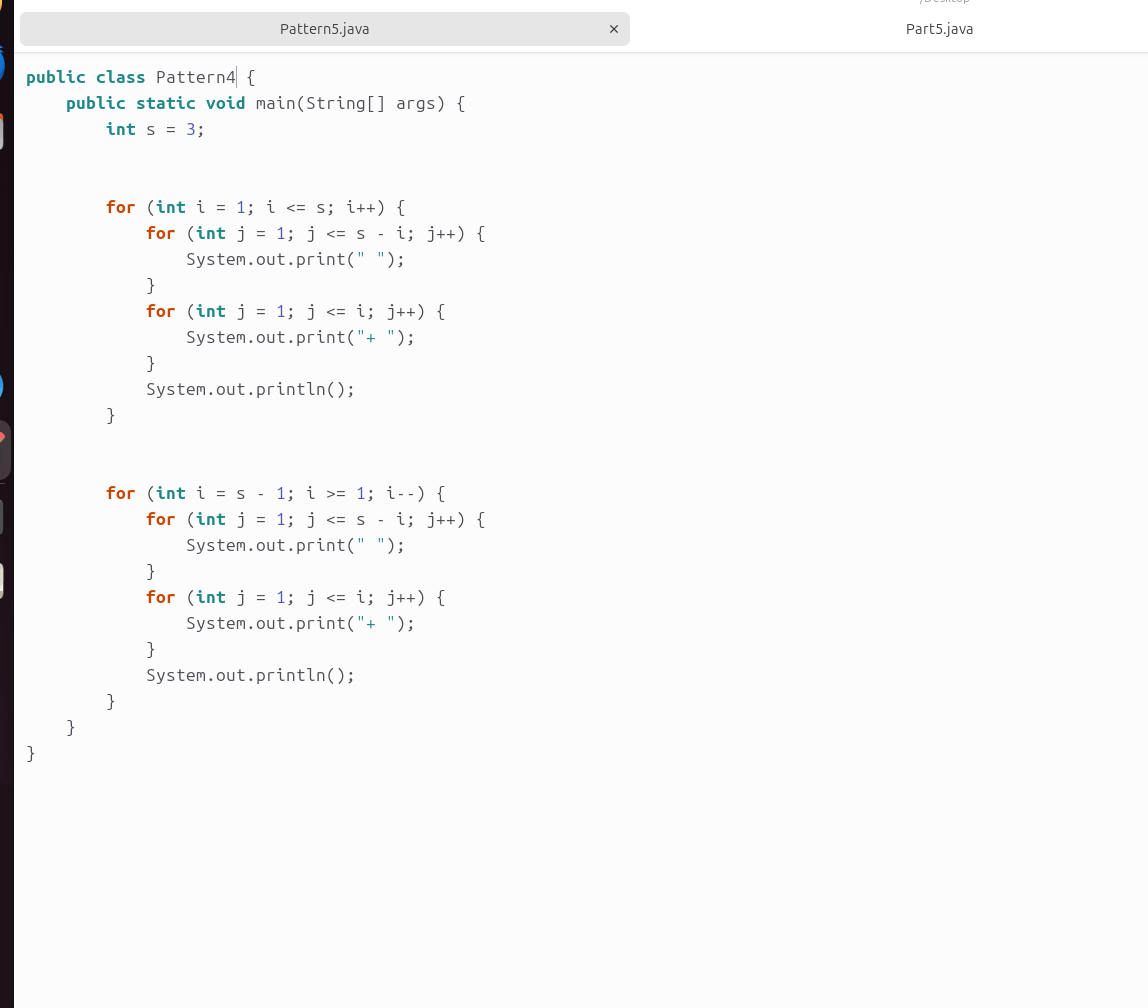 /Desktop
Pattern5.java × Part5.java
public class Pattern4 {
    public static void main(String[] args) {
        int s = 3;


        for (int i = 1; i <= s; i++) {
            for (int j = 1; j <= s - i; j++) {
                System.out.print(" ");
            }
            for (int j = 1; j <= i; j++) {
                System.out.print("+ ");
            }
            System.out.println();
        }


        for (int i = s - 1; i >= 1; i--) {
            for (int j = 1; j <= s - i; j++) {
                System.out.print(" ");
            }
            for (int j = 1; j <= i; j++) {
                System.out.print("+ ");
            }
            System.out.println();
        }
    }
}